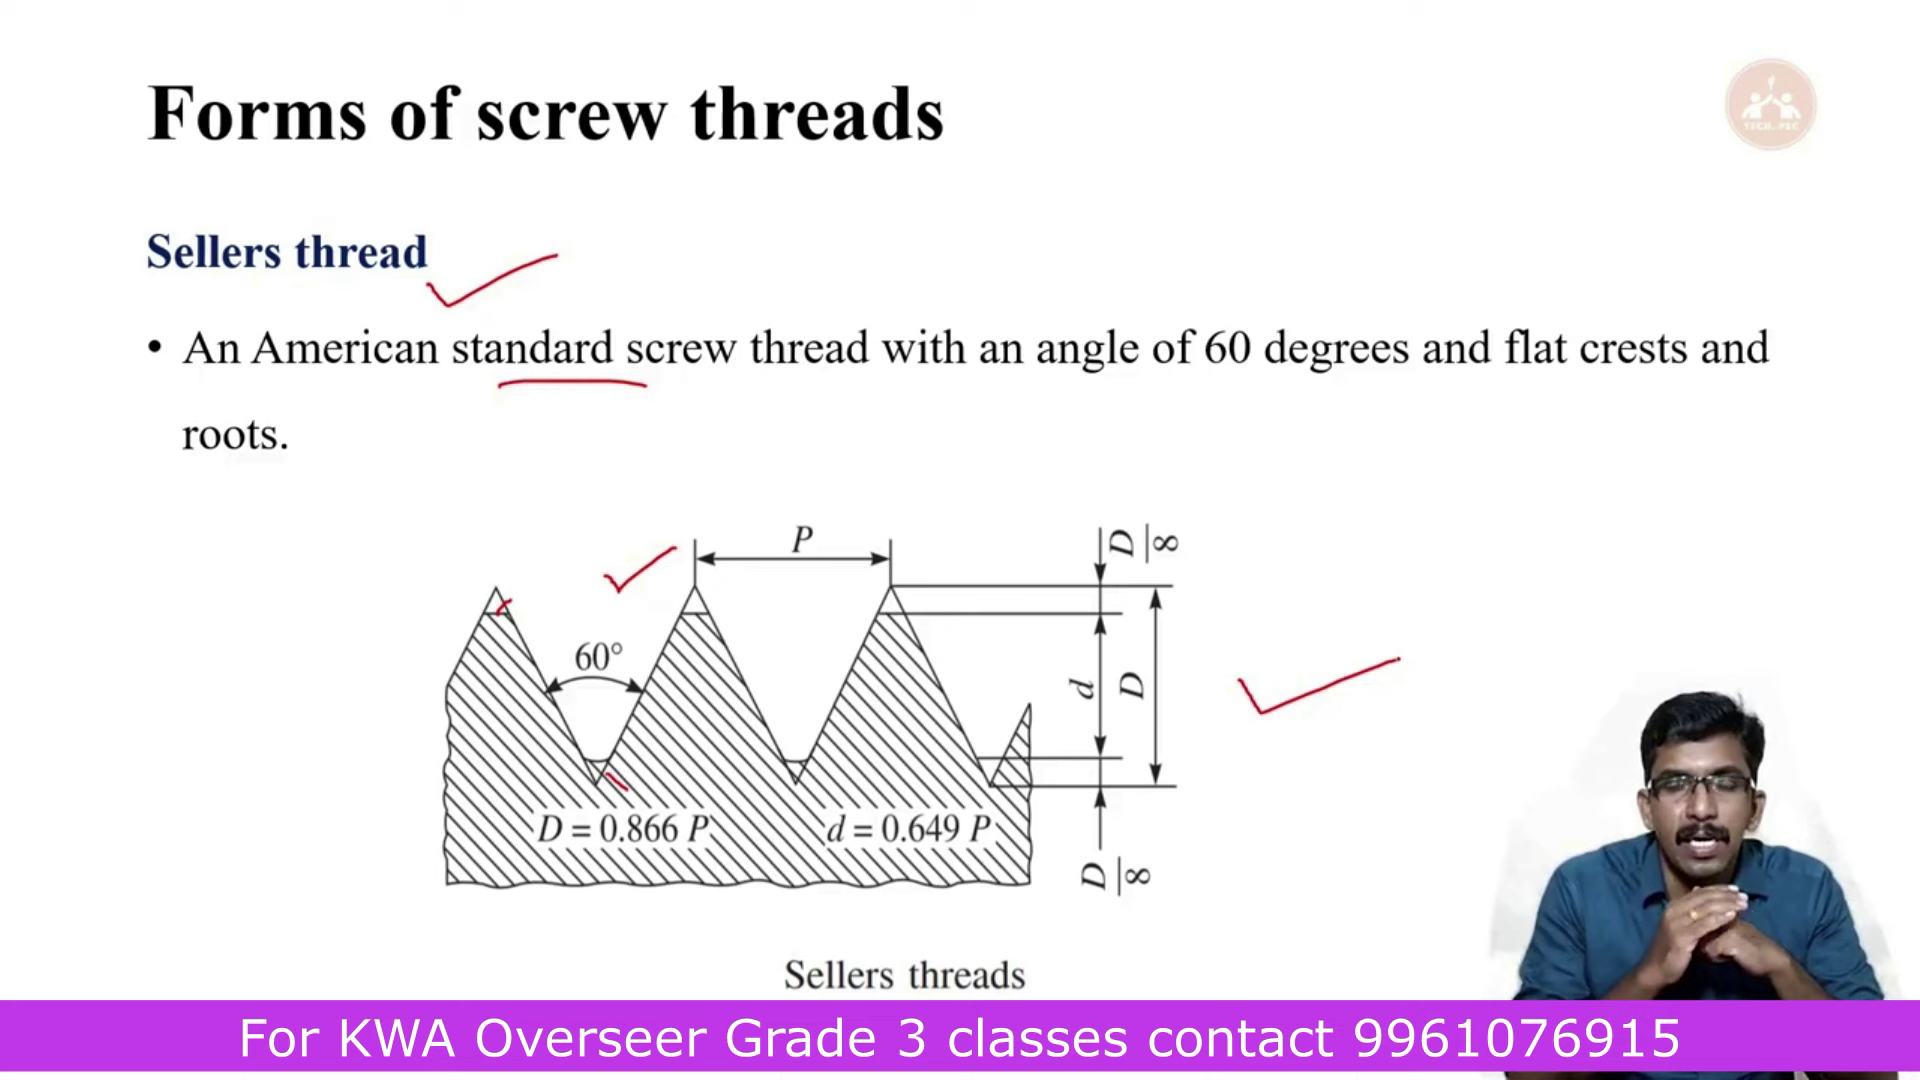 Forms of screw threads
TECH.PEC
Sellers thread
• An American standard screw thread with an angle of 60 degrees and flat crests and
roots.
P
D/8
60°
d
D
D = 0.866 P
d = 0.649 P
D/8
Sellers threads
For KWA Overseer Grade 3 classes contact 9961076915